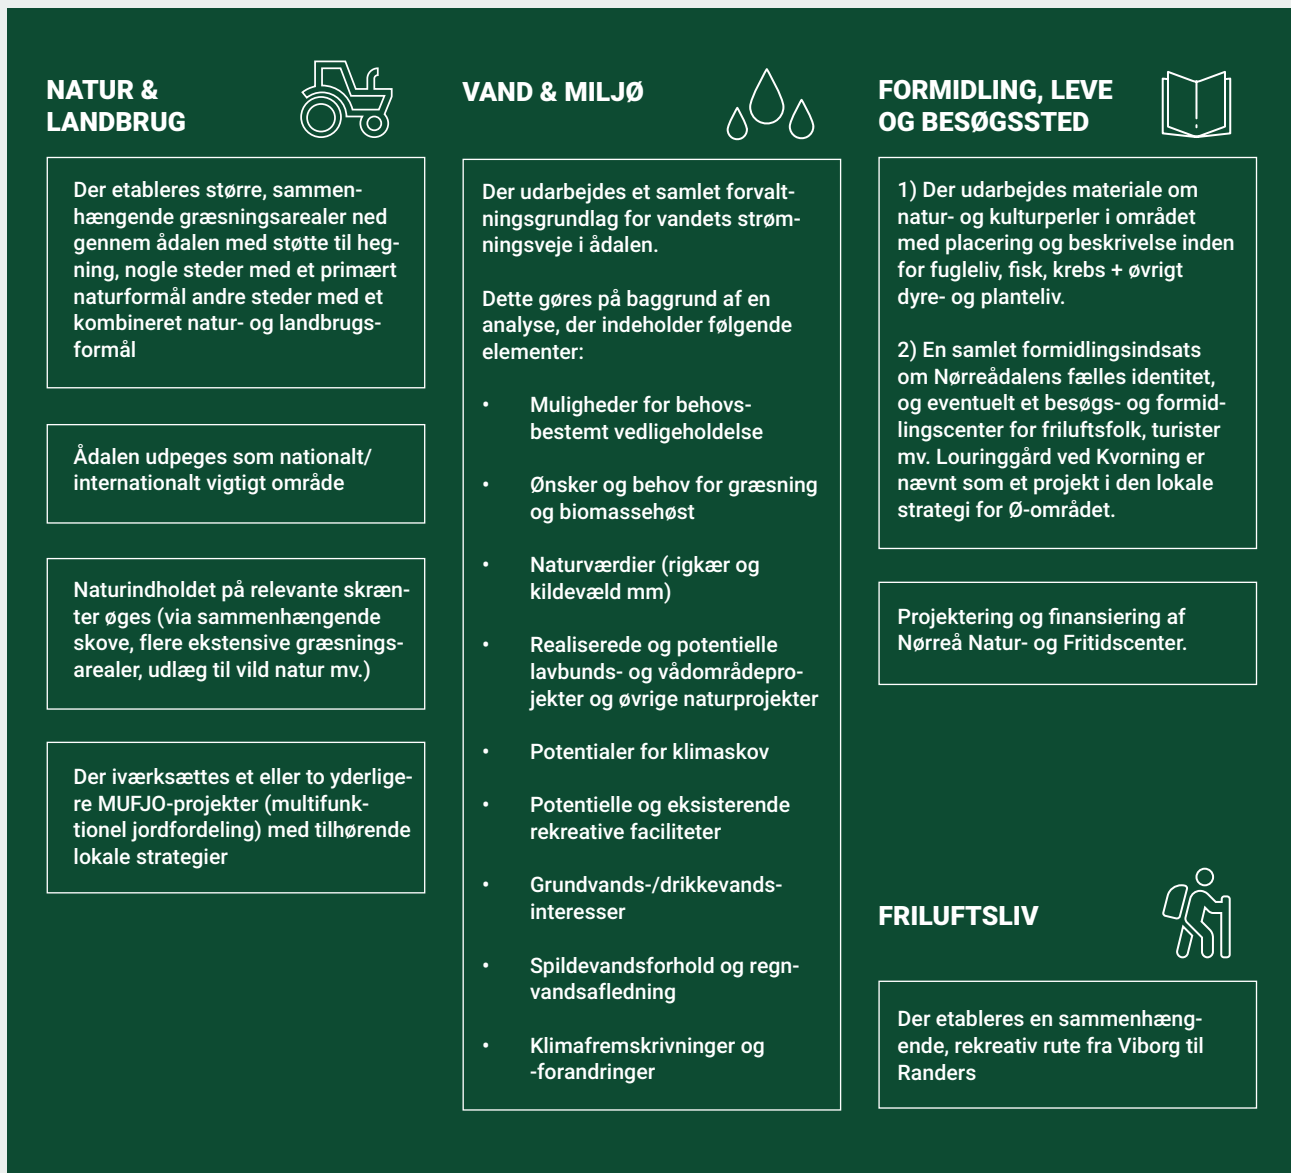 NATUR &
LANDBRUG
Der etableres større, sammen-
hængende græsningsarealer ned
gennem ådalen med støtte til heg-
ning, nogle steder med et primært
naturformål andre steder med et
kombineret natur- og landbrugs-
formål
Ådalen udpeges som nationalt/
internationalt vigtigt område
Naturindholdet på relevante skræn-
ter øges (via sammenhængende
skove, flere ekstensive græsnings-
arealer, udlæg til vild natur mv.)
Der iværksættes et eller to yderlige-
re MUFJO-projekter (multifunk-
tionel jordfordeling) med tilhørende
lokale strategier
VAND & MILJØ
Der udarbejdes et samlet forvalt-
ningsgrundlag for vandets strøm-
ningsveje i ådalen.
Dette gøres på baggrund af en
analyse, der indeholder følgende
elementer:
• Muligheder for behovs-
bestemt vedligeholdelse
• Ønsker og behov for græsning
og biomassehøst
• Naturværdier (rigkær og
kildevæld mm)
• Realiserede og potentielle
lavbunds- og vådområdepro-
jekter og øvrige naturprojekter
• Potentialer for klimaskov
• Potentielle og eksisterende
rekreative faciliteter
• Grundvands-/drikkevands-
interesser
• Spildevandsforhold og regn-
vandsafledning
• Klimafremskrivninger og
-forandringer
FORMIDLING, LEVE
OG BESØGSSTED
1) Der udarbejdes materiale om
natur- og kulturperler i området
med placering og beskrivelse inden
for fugleliv, fisk, krebs + øvrigt
dyre- og planteliv.
2) En samlet formidlingsindsats
om Nørreådalens fælles identitet,
og eventuelt et besøgs- og formid-
lingscenter for friluftsfolk, turister
mv. Louringgård ved Kvorning er
nævnt som et projekt i den lokale
strategi for Ø-området.
Projektering og finansiering af
Nørreå Natur- og Fritidscenter.
FRILUFTSLIV
Der etableres en sammenhæng-
ende, rekreativ rute fra Viborg til
Randers